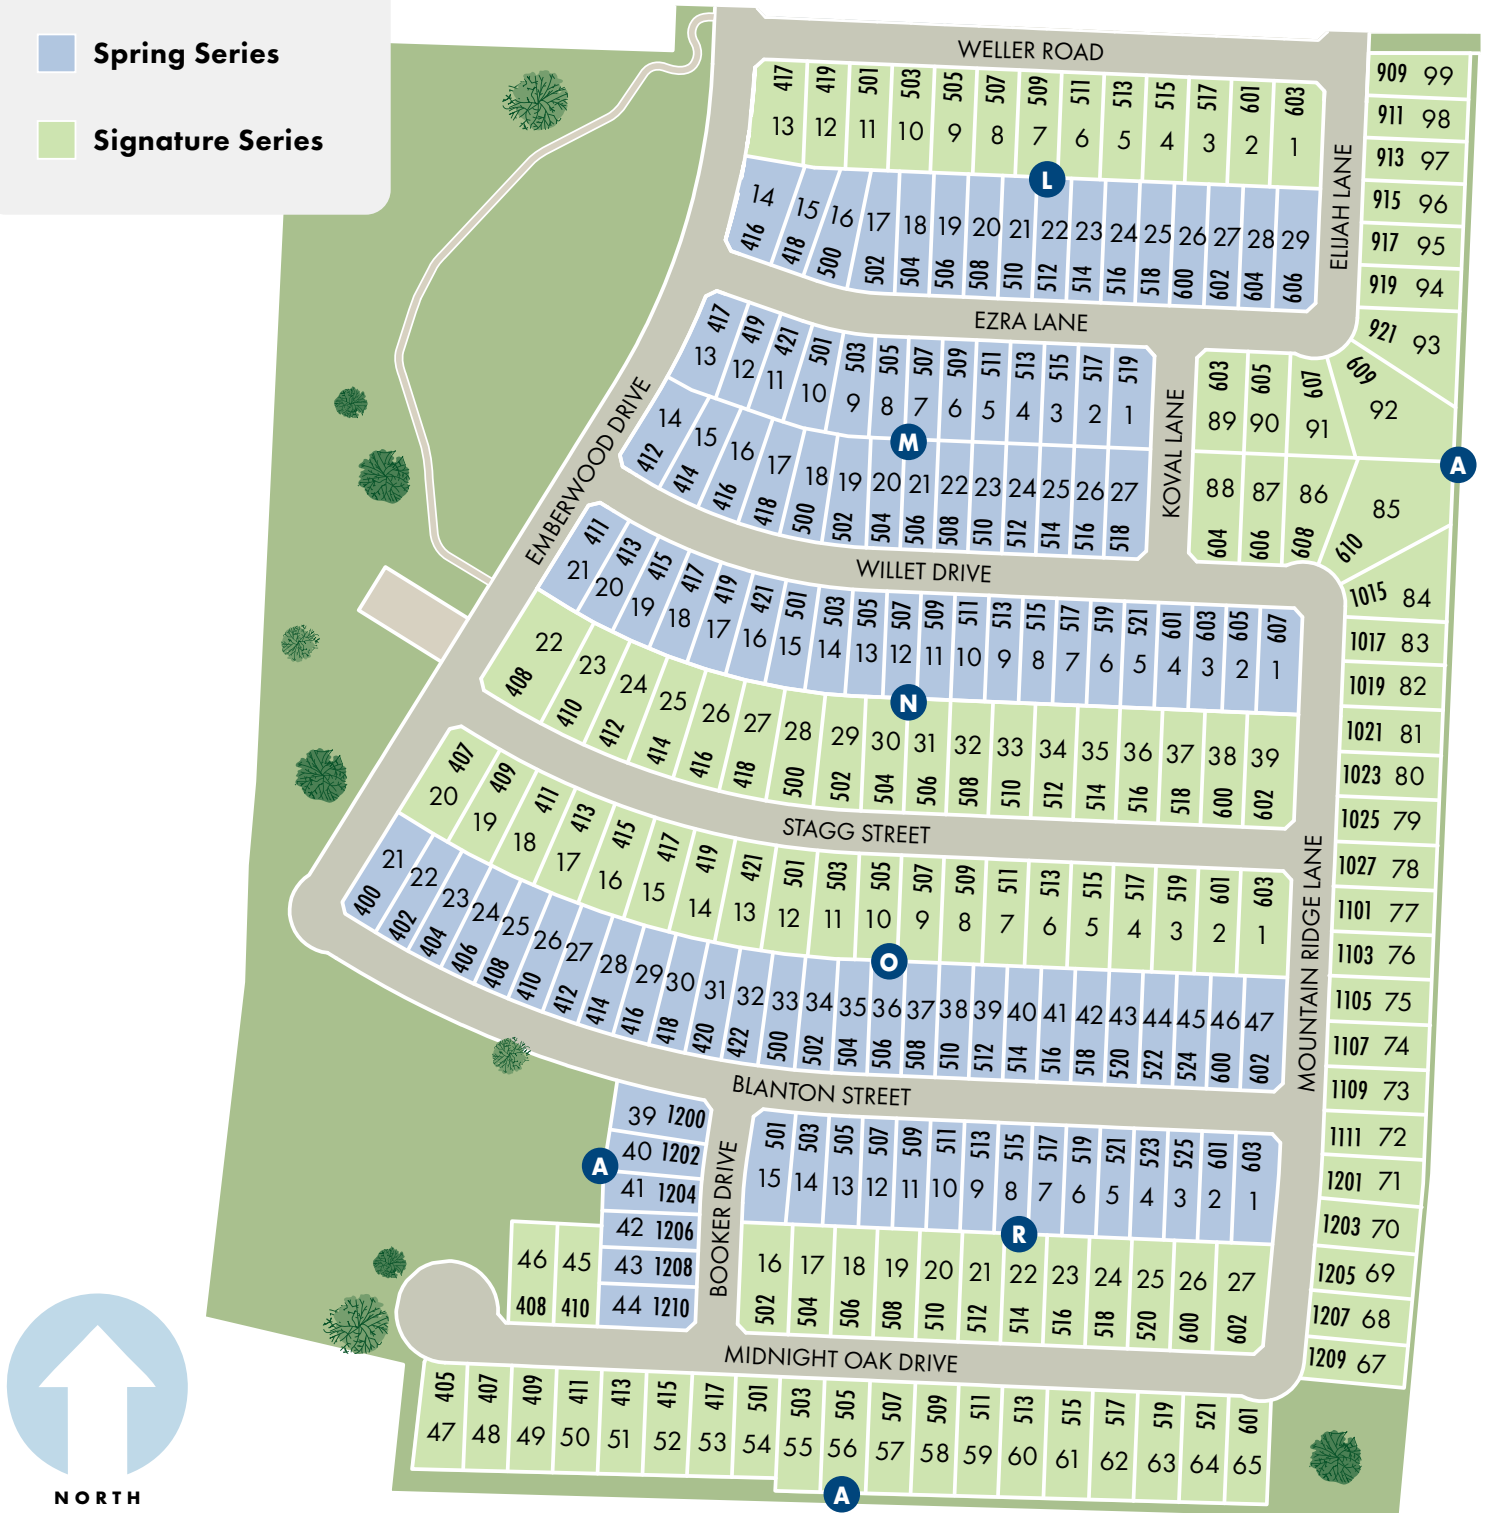 Spring Series
Signature Series
WELLER ROAD
417 419 501 503 505 507 509 511 513 515 517 601 603
13 12 11 10 9 8 7 6 5 4 3 2 1
L
14 15 16 17 18 19 20 21 22 23 24 25 26 27 28 29
416 418 500 502 504 506 508 510 512 514 516 518 600 602 604 606
ELIJAH LANE
909 99
911 98
913 97
915 96
917 95
919 94
921 93
609 92
EZRA LANE
417 419 421 501 503 505 507 509 511 513 515 517 519
13 12 11 10 9 8 7 6 5 4 3 2 1
M
14 15 16 17 18 19 20 21 22 23 24 25 26 27
412 414 416 418 500 502 504 506 508 510 512 514 516 518
KOVAL LANE
603 605 607
89 90 91
A
88 87 86 85
604 606 608 610
EMBERWOOD DRIVE
WILLET DRIVE
411 413 415 417 419 421 501 503 505 507 509 511 513 515 517 519 521 601 603 605 607
21 20 19 18 17 16 15 14 13 12 11 10 9 8 7 6 5 4 3 2 1
N
22 23 24 25 26 27 28 29 30 31 32 33 34 35 36 37 38 39
408 410 412 414 416 418 500 502 504 506 508 510 512 514 516 518 600 602
1015 84
1017 83
1019 82
1021 81
1023 80
1025 79
1027 78
1101 77
1103 76
1105 75
1107 74
1109 73
1111 72
1201 71
1203 70
1205 69
1207 68
1209 67
STAGG STREET
407 409 411 413 415 417 419 421 501 503 505 507 509 511 513 515 517 519 601 603
20 19 18 17 16 15 14 13 12 11 10 9 8 7 6 5 4 3 2 1
O
21 22 23 24 25 26 27 28 29 30 31 32 33 34 35 36 37 38 39 40 41 42 43 44 45 46 47
400 402 404 406 408 410 412 414 416 418 420 422 500 502 504 506 508 510 512 514 516 518 520 522 524 600 602
MOUNTAIN RIDGE LANE
BLANTON STREET
39 1200
40 1202
A
41 1204
42 1206
43 1208
44 1210
46 45
408 410
BOOKER DRIVE
501 503 505 507 509 511 513 515 517 519 521 523 525 601 603
15 14 13 12 11 10 9 8 7 6 5 4 3 2 1
R
16 17 18 19 20 21 22 23 24 25 26 27
502 504 506 508 510 512 514 516 518 520 600 602
MIDNIGHT OAK DRIVE
405 407 409 411 413 415 417 501 503 505 507 509 511 513 515 517 519 521 601
47 48 49 50 51 52 53 54 55 56 57 58 59 60 61 62 63 64 65
A
NORTH